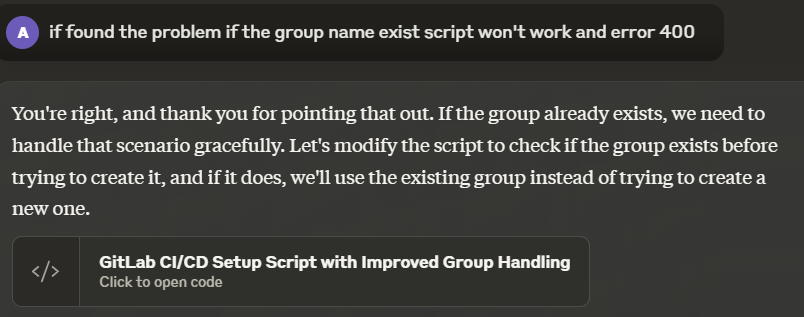 A
if found the problem if the group name exist script won't work and error 400
You're right, and thank you for pointing that out. If the group already exists, we need to
handle that scenario gracefully. Let's modify the script to check if the group exists before
trying to create it, and if it does, we'll use the existing group instead of trying to create a
new one.
</>
GitLab CI/CD Setup Script with Improved Group Handling
Click to open code